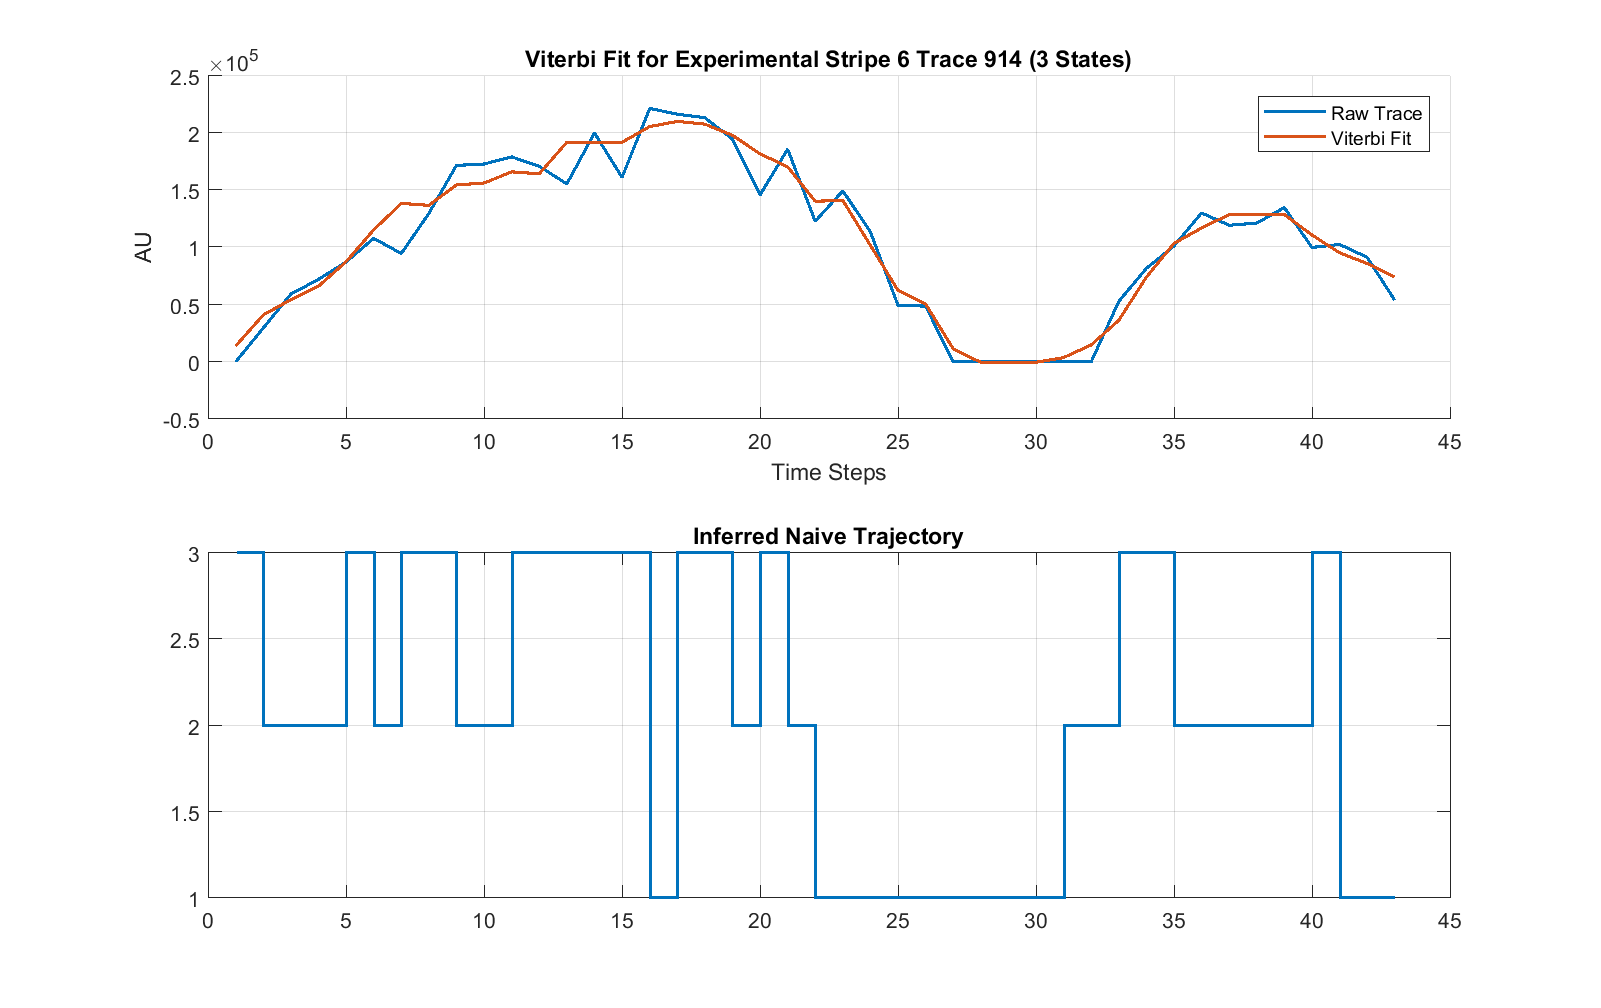 Viterbi Fit for Experimental Stripe 6 Trace 914 (3 States)
×10^5
2.5
2
1.5
1
0.5
0
-0.5
AU
Raw Trace
Viterbi Fit
0 5 10 15 20 25 30 35 40 45
Time Steps
Inferred Naive Trajectory
3
2.5
2
1.5
1
0 5 10 15 20 25 30 35 40 45